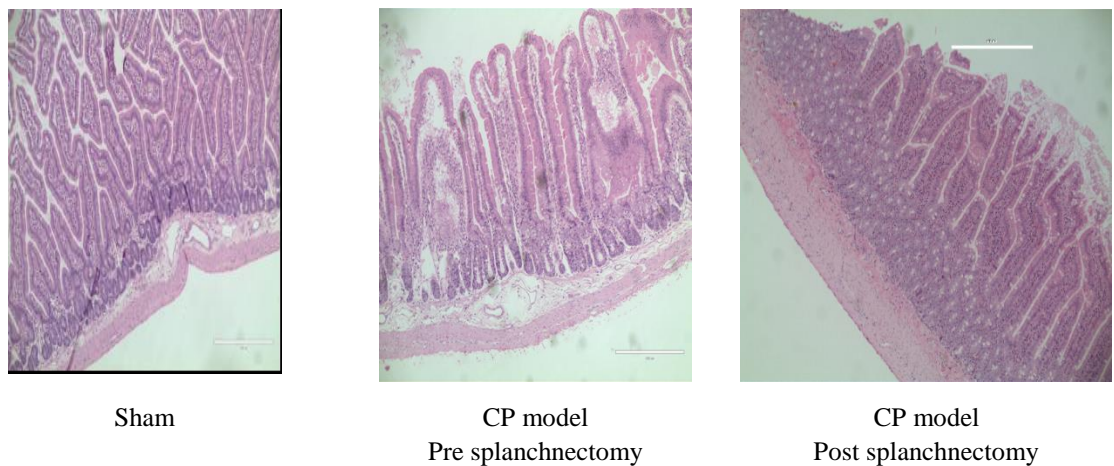 Sham
CP model
Pre splanchnectomy
CP model
Post splanchnectomy